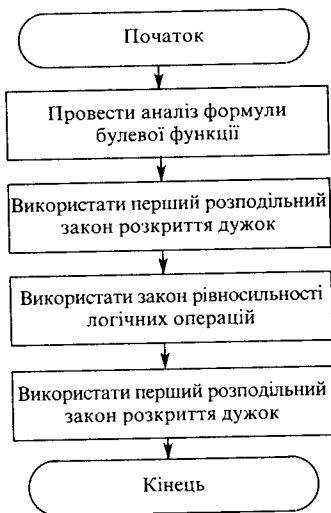 Початок
Провести аналіз формули
булевої функції
Використати перший розподільний
закон розкриття дужок
Використати закон рівносильності
логічних операцій
Використати перший розподільний
закон розкриття дужок
Кінець